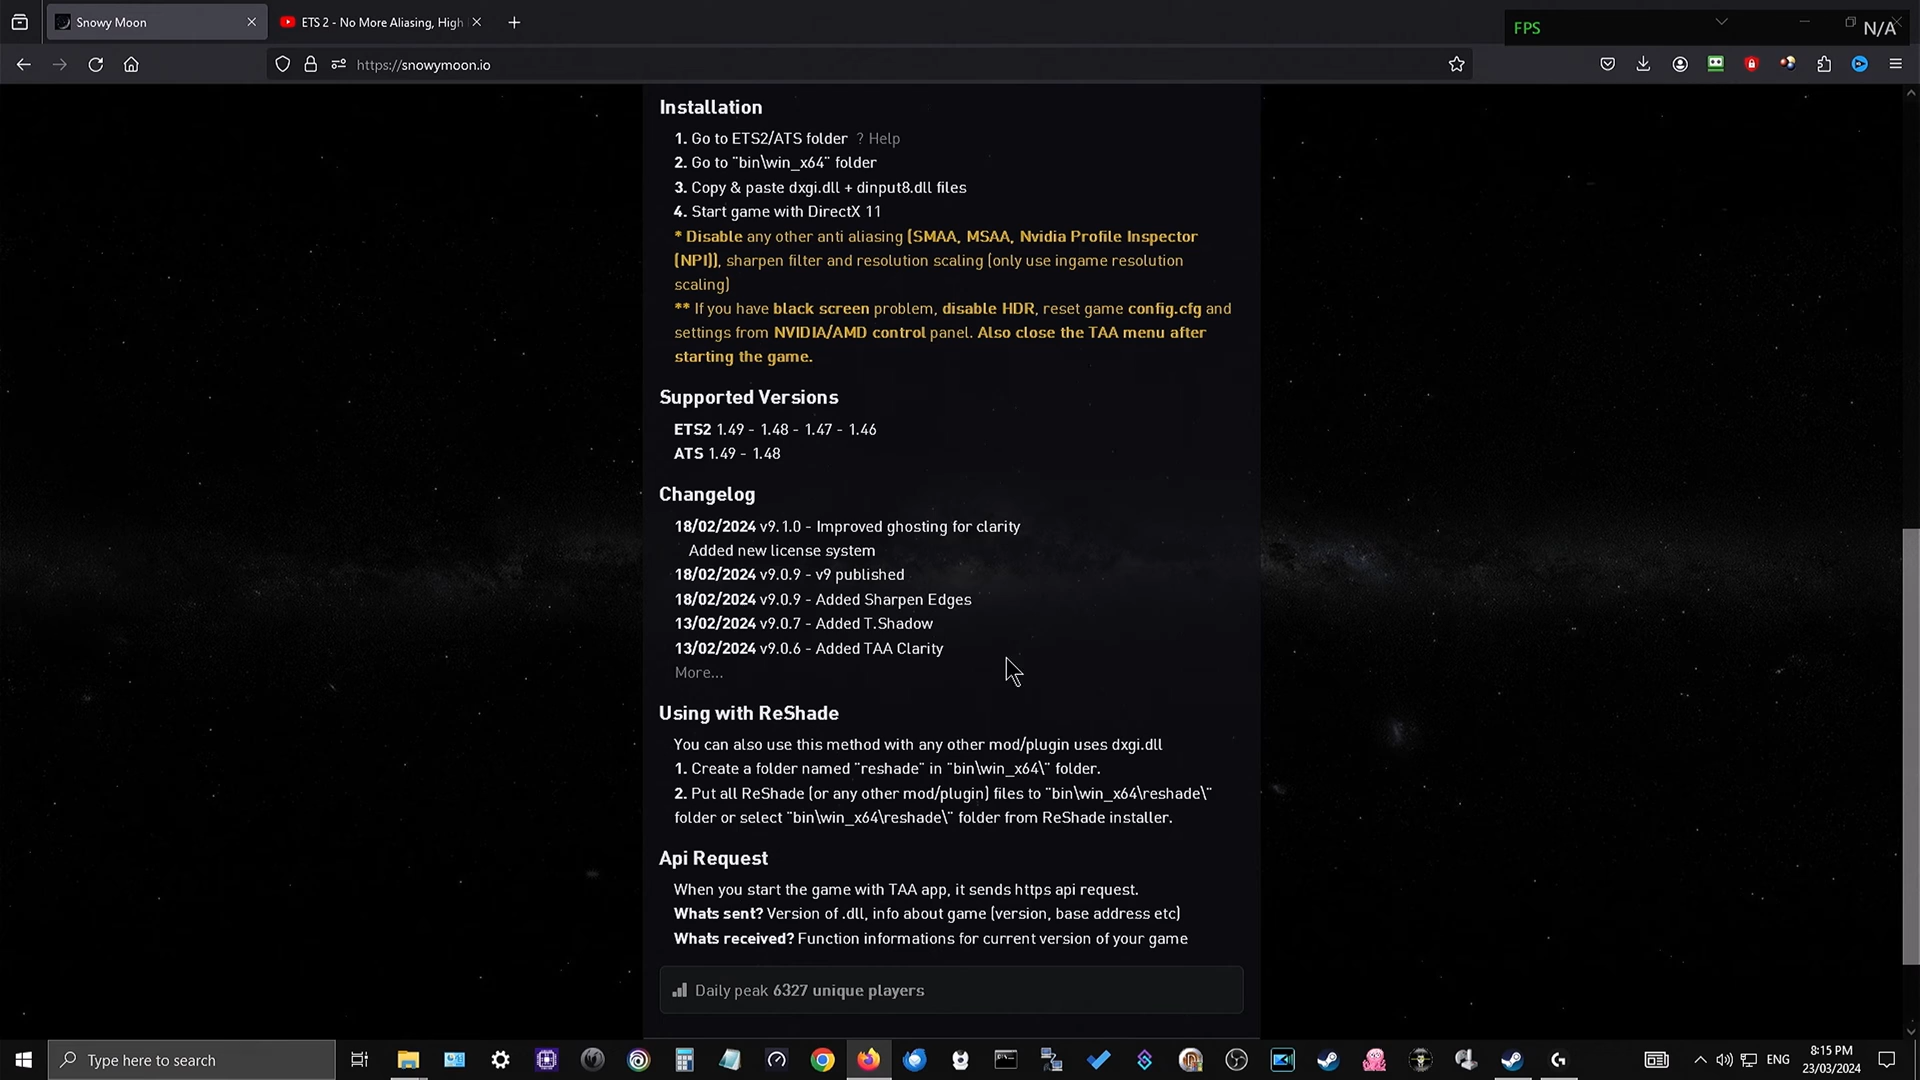 Snowy Moon
ETS 2 - No More Aliasing, High
FPS
N/A
https://snowymoon.io
Installation
1. Go to ETS2/ATS folder ? Help
2. Go to "bin\win_x64" folder
3. Copy & paste dxgi.dll + dinput8.dll files
4. Start game with DirectX 11
* Disable any other anti aliasing (SMAA, MSAA, Nvidia Profile Inspector
(NPI)), sharpen filter and resolution scaling (only use ingame resolution
scaling)
** If you have black screen problem, disable HDR, reset game config.cfg and
settings from NVIDIA/AMD control panel. Also close the TAA menu after
starting the game.
Supported Versions
ETS2 1.49 - 1.48 - 1.47 - 1.46
ATS 1.49 - 1.48
Changelog
18/02/2024 v9.1.0 - Improved ghosting for clarity
Added new license system
18/02/2024 v9.0.9 - v9 published
18/02/2024 v9.0.9 - Added Sharpen Edges
13/02/2024 v9.0.7 - Added T.Shadow
13/02/2024 v9.0.6 - Added TAA Clarity
More...
Using with ReShade
You can also use this method with any other mod/plugin uses dxgi.dll
1. Create a folder named "reshade" in "bin\win_x64\" folder.
2. Put all ReShade (or any other mod/plugin) files to "bin\win_x64\reshade\"
folder or select "bin\win_x64\reshade\" folder from ReShade installer.
Api Request
When you start the game with TAA app, it sends https api request.
Whats sent? Version of .dll, info about game (version, base address etc)
Whats received? Function informations for current version of your game
Daily peak 6327 unique players
Type here to search
ENG
8:15 PM
23/03/2024